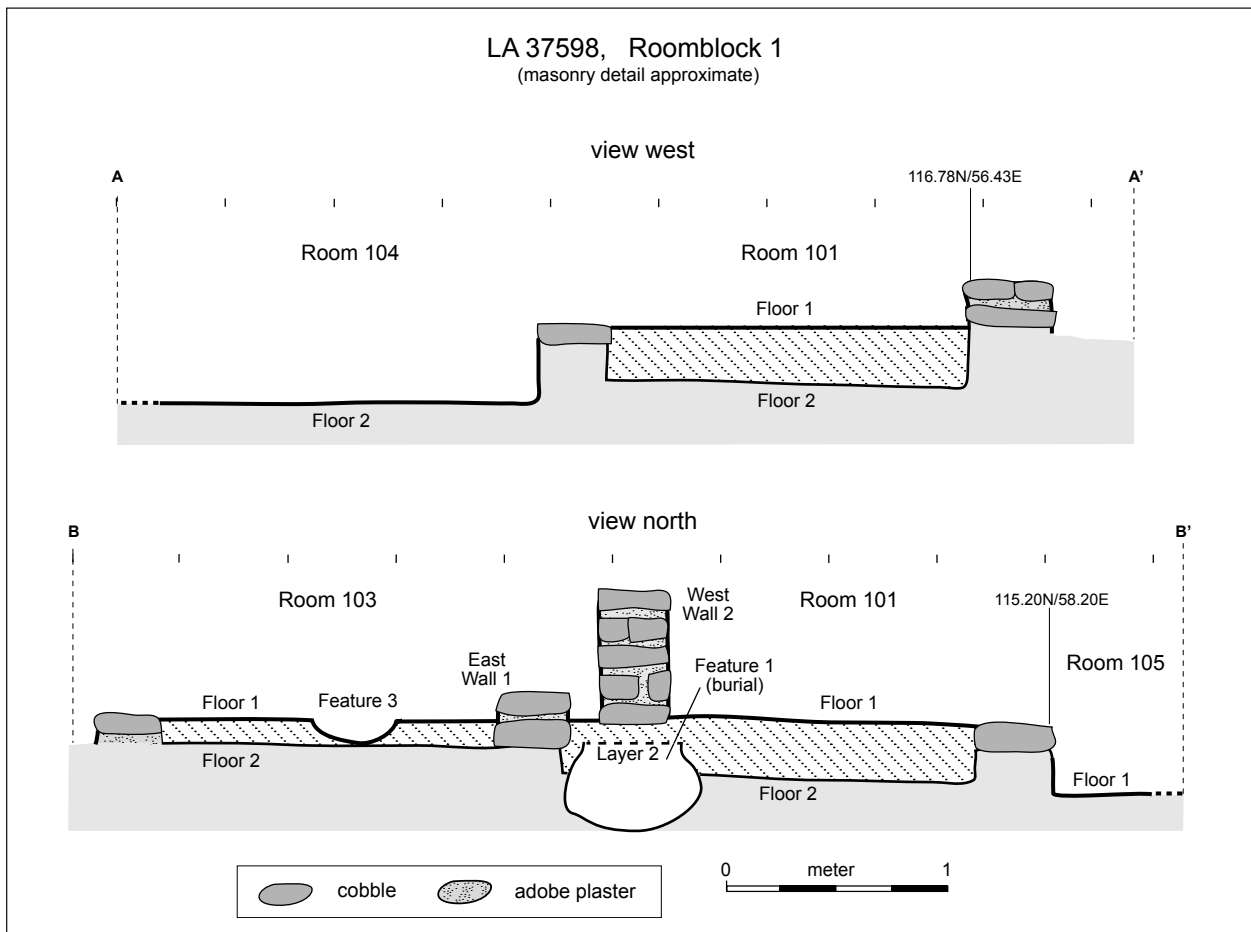 LA 37598, Roomblock 1
(masonry detail approximate)
view west
A
116.78N/56.43E
A'
Room 104
Room 101
Floor 1
Floor 2
Floor 2
view north
B
B'
Room 103
West
Wall 2
Room 101
115.20N/58.20E
East
Wall 1
Feature 1
(burial)
Room 105
Floor 1
Feature 3
Floor 1
Floor 2
Layer 2
Floor 2
Floor 1
cobble
adobe plaster
0 meter 1